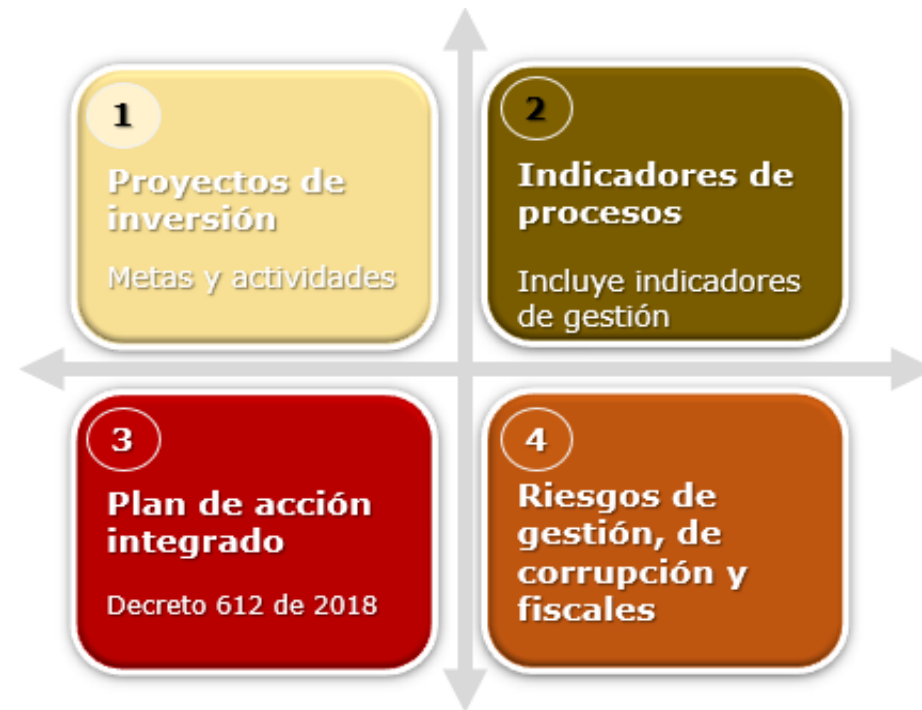 1
Proyectos de
inversión
Metas y actividades
2
Indicadores de
procesos
Incluye indicadores
de gestión
3
Plan de acción
integrado
Decreto 612 de 2018
4
Riesgos de
gestión, de
corrupción y
fiscales